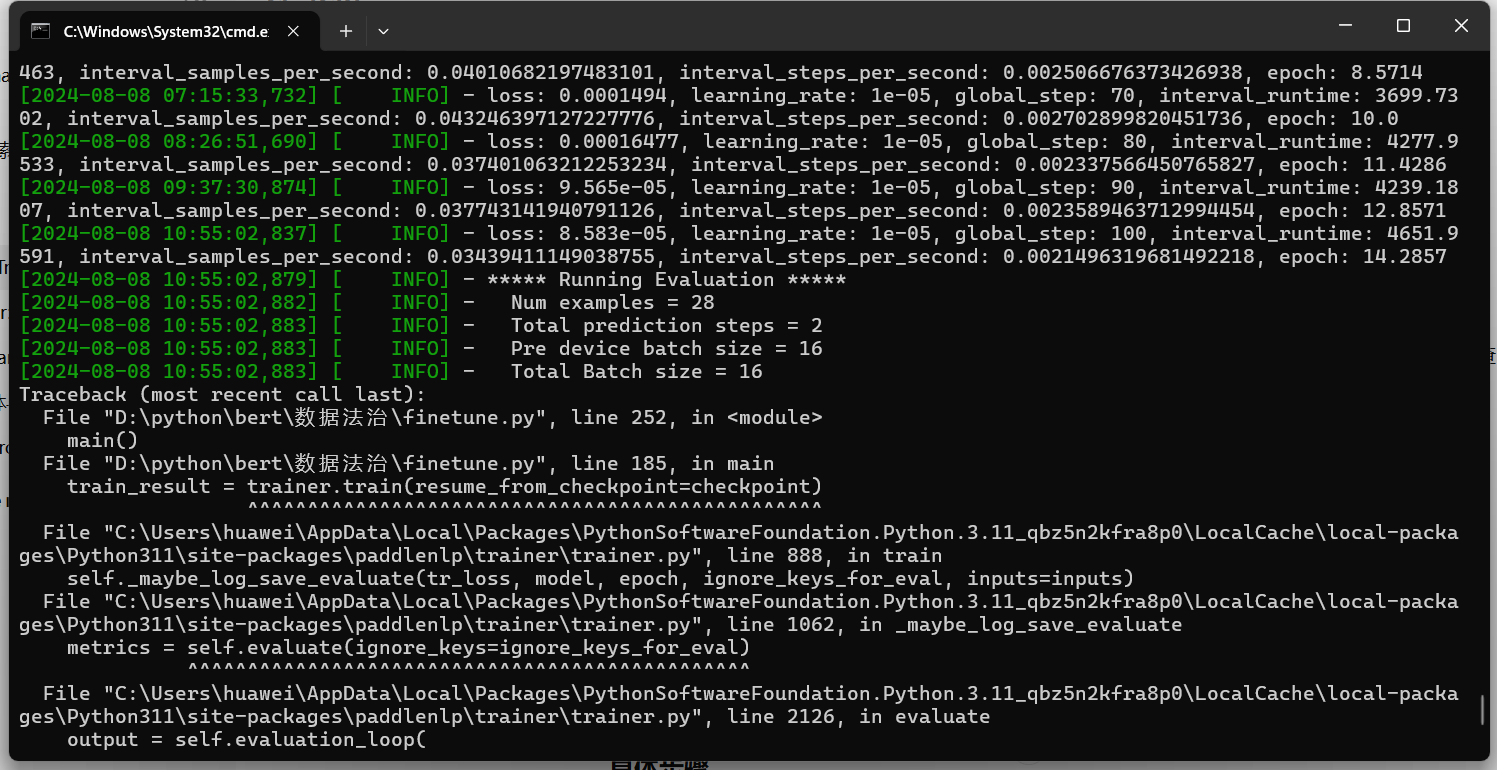 C:\Windows\System32\cmd.e
463, interval_samples_per_second: 0.04010682197483101, interval_steps_per_second: 0.002506676373426938, epoch: 8.5714
[2024-08-08 07:15:33,732] [    INFO] - loss: 0.0001494, learning_rate: 1e-05, global_step: 70, interval_runtime: 3699.73
02, interval_samples_per_second: 0.043246397127227776, interval_steps_per_second: 0.002702899820451736, epoch: 10.0
[2024-08-08 08:26:51,690] [    INFO] - loss: 0.00016477, learning_rate: 1e-05, global_step: 80, interval_runtime: 4277.9
533, interval_samples_per_second: 0.037401063212253234, interval_steps_per_second: 0.002337566450765827, epoch: 11.4286
[2024-08-08 09:37:30,874] [    INFO] - loss: 9.565e-05, learning_rate: 1e-05, global_step: 90, interval_runtime: 4239.18
07, interval_samples_per_second: 0.037743141940791126, interval_steps_per_second: 0.0023589463712994454, epoch: 12.8571
[2024-08-08 10:55:02,837] [    INFO] - loss: 8.583e-05, learning_rate: 1e-05, global_step: 100, interval_runtime: 4651.9
591, interval_samples_per_second: 0.03439411149038755, interval_steps_per_second: 0.0021496319681492218, epoch: 14.2857
[2024-08-08 10:55:02,879] [    INFO] - ***** Running Evaluation *****
[2024-08-08 10:55:02,882] [    INFO] -   Num examples = 28
[2024-08-08 10:55:02,883] [    INFO] -   Total prediction steps = 2
[2024-08-08 10:55:02,883] [    INFO] -   Pre device batch size = 16
[2024-08-08 10:55:02,883] [    INFO] -   Total Batch size = 16
Traceback (most recent call last):
  File "D:\python\bert\数据法治\finetune.py", line 252, in <module>
    main()
  File "D:\python\bert\数据法治\finetune.py", line 185, in main
    train_result = trainer.train(resume_from_checkpoint=checkpoint)
                   ^^^^^^^^^^^^^^^^^^^^^^^^^^^^^^^^^^^^^^^^^^^^^^^^
  File "C:\Users\huawei\AppData\Local\Packages\PythonSoftwareFoundation.Python.3.11_qbz5n2kfra8p0\LocalCache\local-packa
ges\Python311\site-packages\paddlenlp\trainer\trainer.py", line 888, in train
    self._maybe_log_save_evaluate(tr_loss, model, epoch, ignore_keys_for_eval, inputs=inputs)
  File "C:\Users\huawei\AppData\Local\Packages\PythonSoftwareFoundation.Python.3.11_qbz5n2kfra8p0\LocalCache\local-packa
ges\Python311\site-packages\paddlenlp\trainer\trainer.py", line 1062, in _maybe_log_save_evaluate
    metrics = self.evaluate(ignore_keys=ignore_keys_for_eval)
              ^^^^^^^^^^^^^^^^^^^^^^^^^^^^^^^^^^^^^^^^^^^^^^^
  File "C:\Users\huawei\AppData\Local\Packages\PythonSoftwareFoundation.Python.3.11_qbz5n2kfra8p0\LocalCache\local-packa
ges\Python311\site-packages\paddlenlp\trainer\trainer.py", line 2126, in evaluate
    output = self.evaluation_loop(